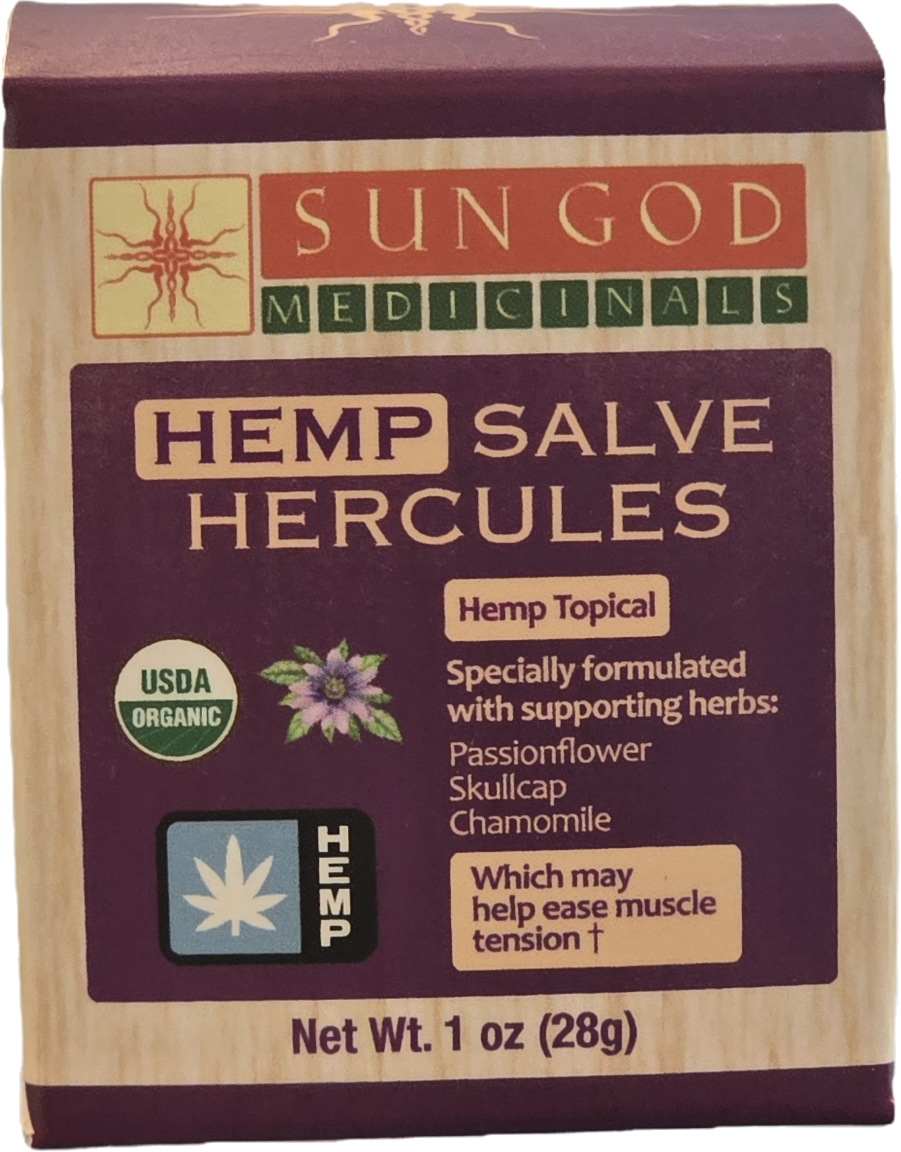 SUN GOD
MEDICINALS
HEMP SALVE
HERCULES
Hemp Topical
Specially formulated
with supporting herbs:
Passionflower
Skullcap
Chamomile
Which may
help ease muscle
tension †
USDA
ORGANIC
HEMP
Net Wt. 1 oz (28g)